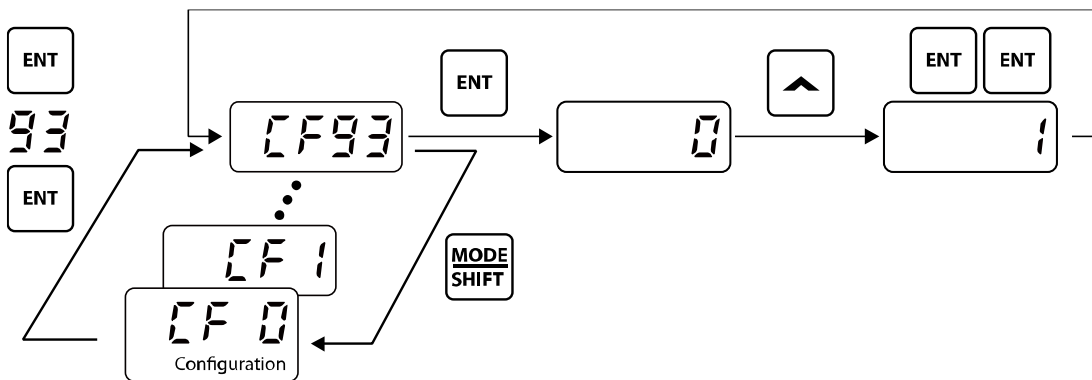 ENT
93
ENT
CF93
ENT
0
ENT ENT
1
CF 1
MODE
SHIFT
CF 0
Configuration